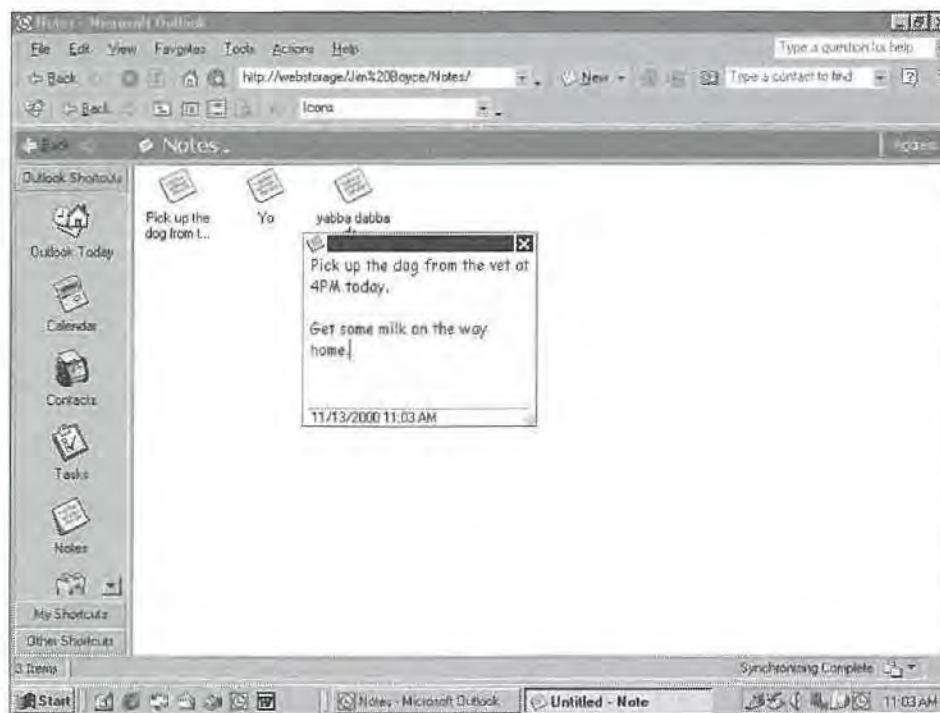 Notes - Microsoft Outlook
File Edit View Favorites Tools Actions Help
Type a question for help
Back
http://webstorage/Jim%20Boyce/Notes/
New
Type a contact to find
Back
Icons
Back
Notes
Address
Outlook Shortcuts
Outlook Today
Calendar
Contacts
Tasks
Notes
My Shortcuts
Other Shortcuts
Pick up the
dog from t...
Yo
yabba dabba
Pick up the dog from the vet at
4PM today.
Get some milk on the way
home.
11/13/2000 11:03 AM
3 Items
Synchronizing Complete
Start
Notes - Microsoft Outlook
Untitled - Note
11:03 AM